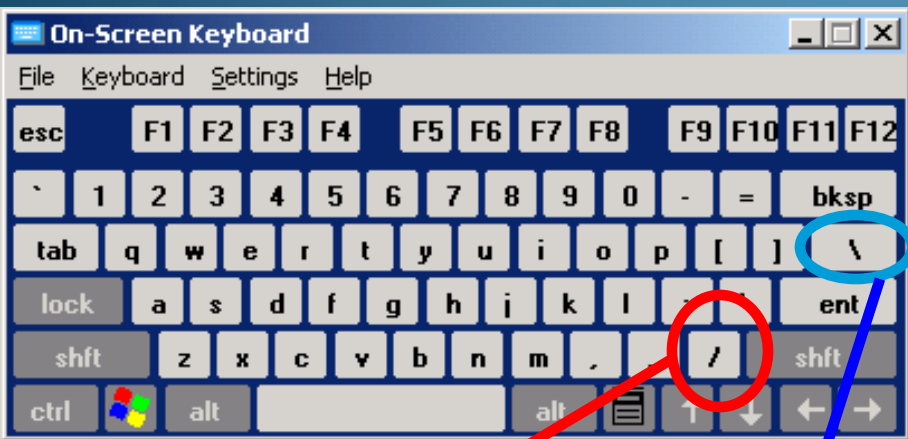 On-Screen Keyboard
File Keyboard Settings Help
esc F1 F2 F3 F4 F5 F6 F7 F8 F9 F10 F11 F12
` 1 2 3 4 5 6 7 8 9 0 - = bksp
tab q w e r t y u i o p [ ] \
lock a s d f g h j k l ent
shft z x c v b n m , / shft
ctrl alt alt ↑ ↓ ← →